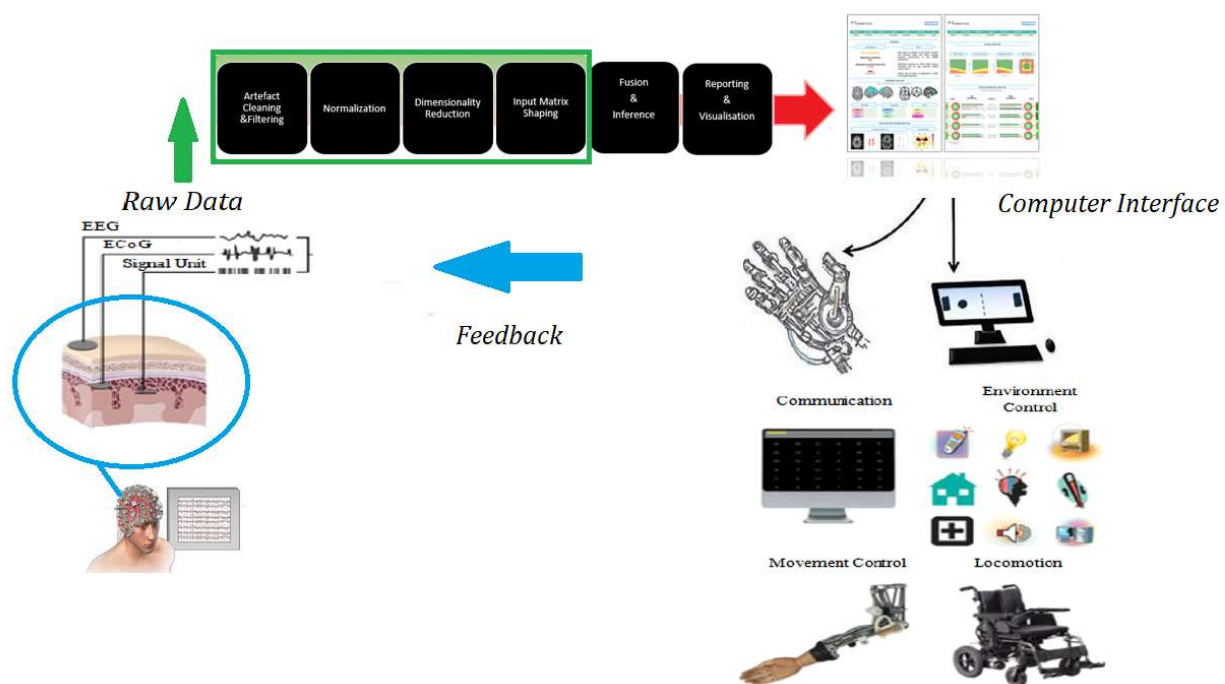 Artefact
Cleaning
&Filtering
Normalization
Dimensionality
Reduction
Input Matrix
Shaping
Fusion
&
Inference
Reporting
&
Visualisation
Raw Data
Computer Interface
EEG
ECoG
Signal Unit
Feedback
Communication
Environment
Control
Movement Control
Locomotion